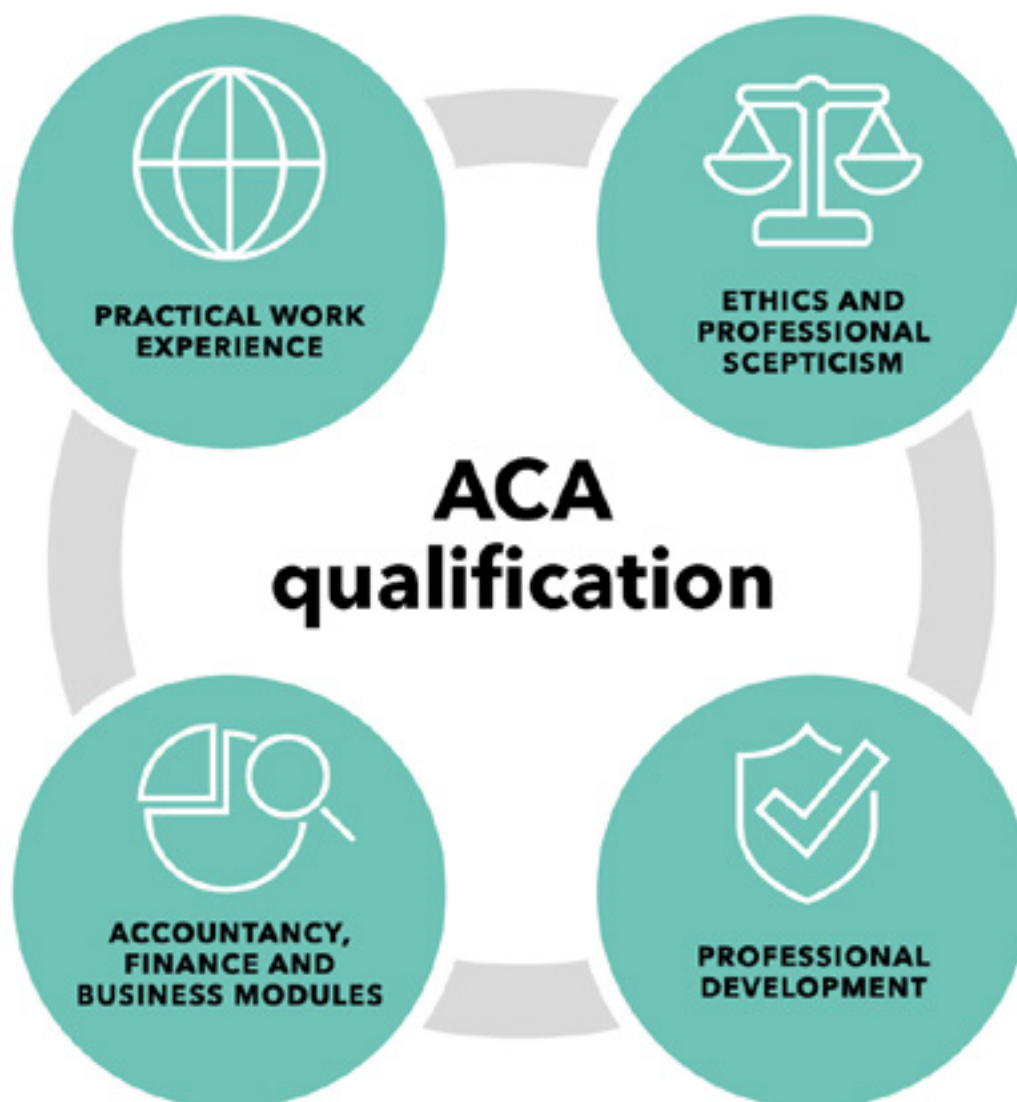 PRACTICAL WORK
EXPERIENCE
ETHICS AND
PROFESSIONAL
SCEPTICISM
ACA
qualification
ACCOUNTANCY,
FINANCE AND
BUSINESS MODULES
PROFESSIONAL
DEVELOPMENT